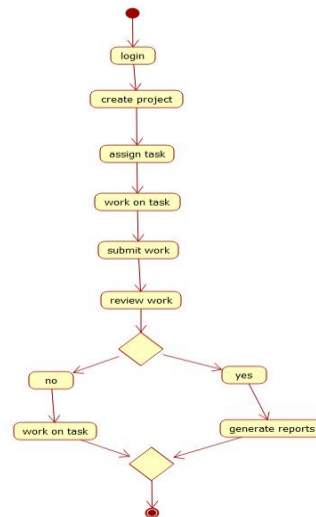 login
create project
assign task
work on task
submit work
review work
no
yes
work on task
generate reports